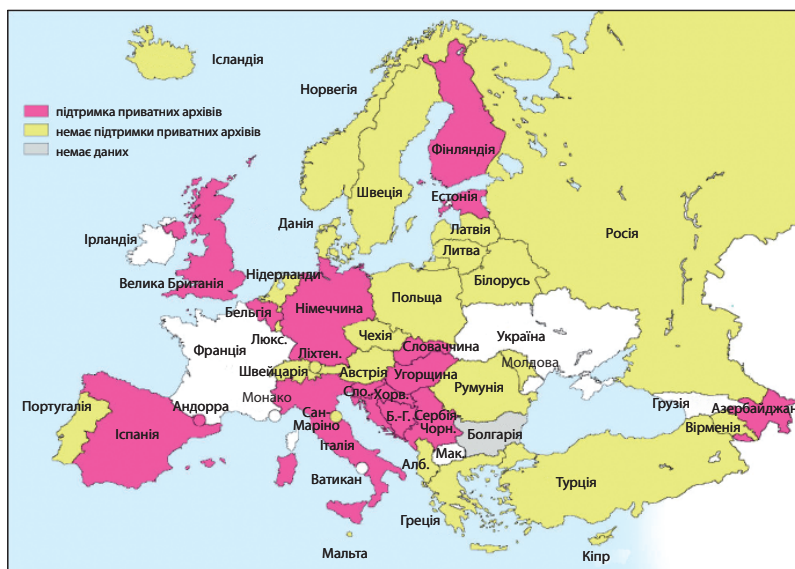 Ісландія
Норвегія
підтримка приватних архівів
немає підтримки приватних архівів
немає даних
Фінляндія
Швеція
Естонія
Данія
Латвія
Росія
Ірландія
Литва
Велика Британія
Нідерланди
Білорусь
Польща
Німеччина
Бельгія
Люкс.
Чехія
Україна
Словаччина
Франція
Ліхтен.
Молдова
Швейцарія
Австрія
Угорщина
Румунія
Монако
Сло.
Хорв.
Португалія
Андорра
Грузія
Азербайджан
Сан-
Маріно
Б.-Г.
Сербія-
Чорн.
Вірменія
Іспанія
Болгарія
Італія
Мак.
Алб.
Ватикан
Турція
Греція
Мальта
Кіпр